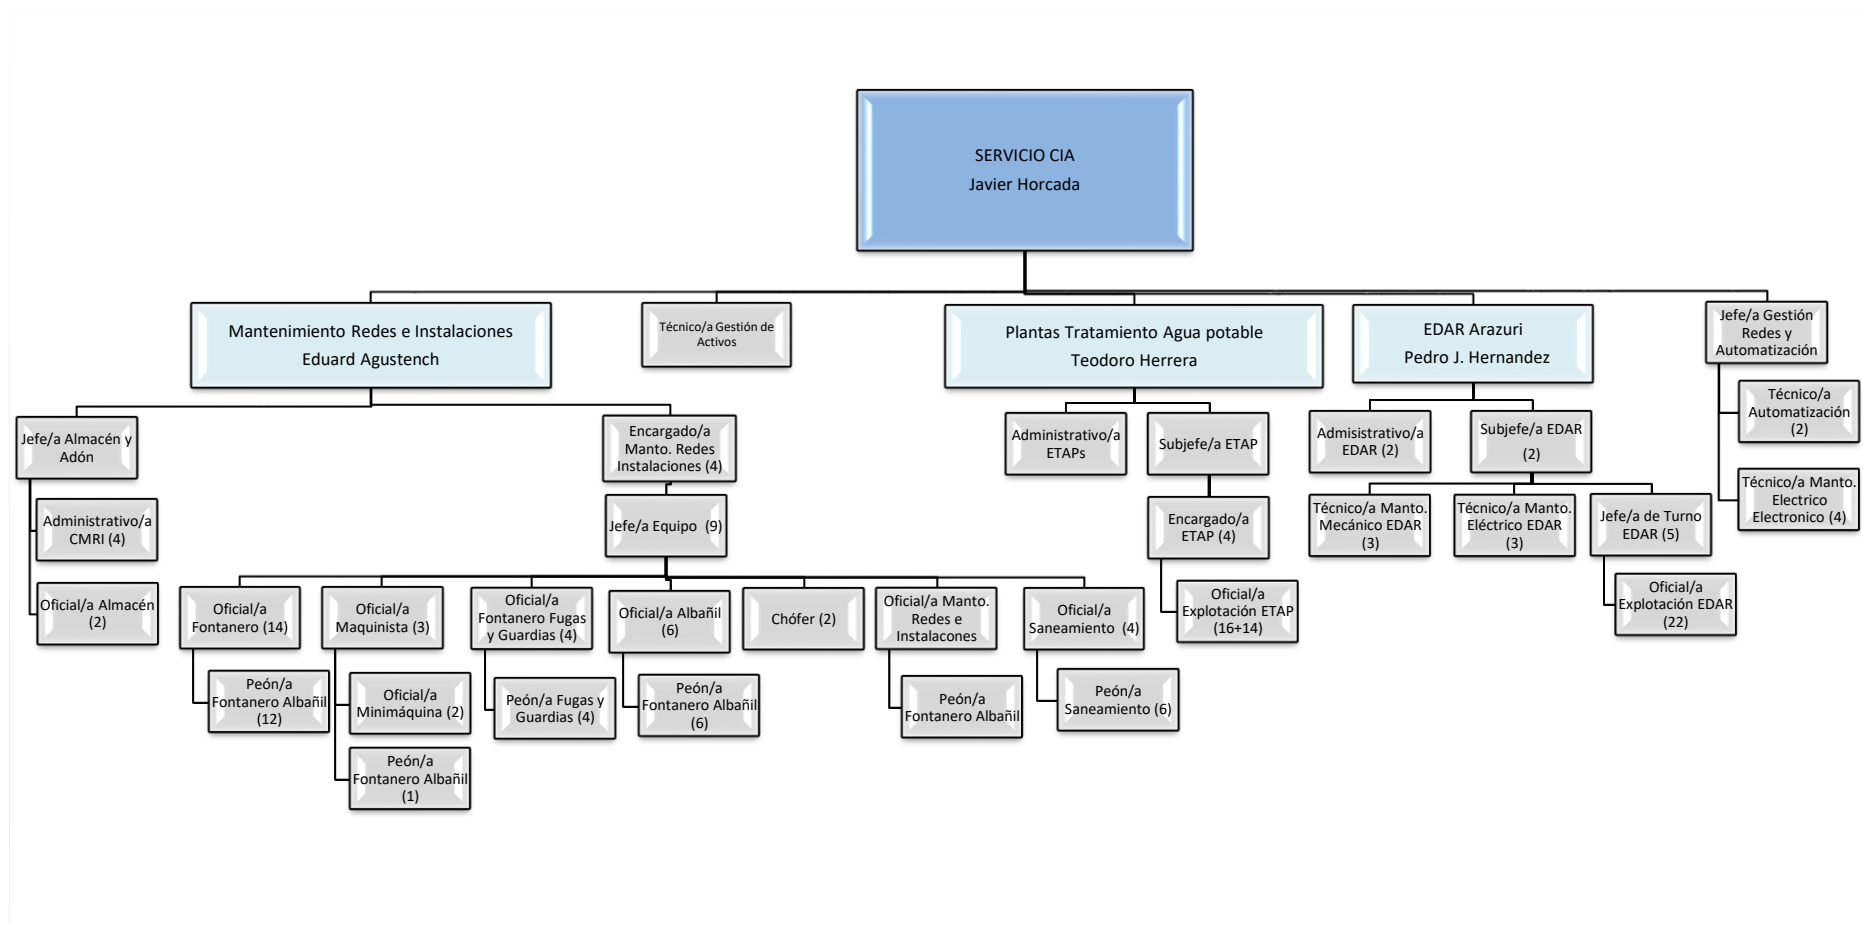 SERVICIO CIA
Javier Horcada
Mantenimiento Redes e Instalaciones
Eduard Agustench
Técnico/a Gestión de
Activos
Plantas Tratamiento Agua potable
Teodoro Herrera
EDAR Arazuri
Pedro J. Hernandez
Jefe/a Gestión
Redes y
Automatización
Jefe/a Almacén y
Adón
Administrativo/a
CMRI (4)
Oficial/a Almacén
(2)
Encargado/a
Manto. Redes
Instalaciones (4)
Jefe/a Equipo  (9)
Oficial/a
Fontanero (14)
Peón/a
Fontanero Albañil
(12)
Oficial/a
Maquinista (3)
Oficial/a
Minimáquina (2)
Peón/a
Fontanero Albañil
(1)
Oficial/a
Fontanero Fugas
y Guardias (4)
Peón/a Fugas y
Guardias (4)
Oficial/a Albañil
(6)
Peón/a
Fontanero Albañil
(6)
Chófer (2)
Oficial/a Manto.
Redes e
Instalacones
Peón/a
Fontanero Albañil
Oficial/a
Saneamiento  (4)
Peón/a
Saneamiento (6)
Administrativo/a
ETAPs
Subjefe/a ETAP
Encargado/a
ETAP (4)
Oficial/a
Explotación ETAP
(16+14)
Admisistrativo/a
EDAR (2)
Subjefe/a EDAR
(2)
Técnico/a Manto.
Mecánico EDAR
(3)
Técnico/a Manto.
Eléctrico EDAR
(3)
Jefe/a de Turno
EDAR (5)
Oficial/a
Explotación EDAR
(22)
Técnico/a
Automatización
(2)
Técnico/a Manto.
Electrico
Electronico (4)